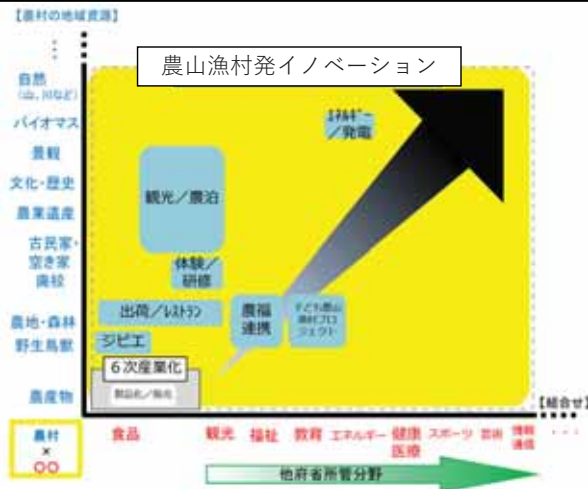 【農村の地域資源】
農山漁村発イノベーション
自然
(山、川など)
バイオマス
景観
文化・歴史
農業遺産
古民家・
空き家
廃校
農地・森林
野生鳥獣
農産物
ｴﾈﾙｷﾞｰ
／発電
観光／農泊
体験／
研修
出荷／ﾚｽﾄﾗﾝ
農福
連携
子ども農山
漁村プロ
ジェクト
ジビエ
６次産業化
製品化／販売
【組合せ】
農村
×
〇〇
食品
観光
福祉
教育
エネルギー
健康
医療
スポーツ
芸術
情報
通信
・・・
他府省所管分野